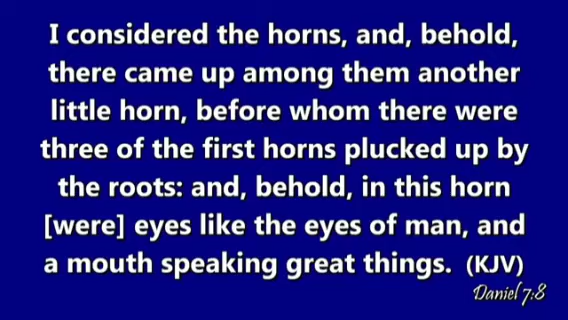 I considered the horns, and, behold,
there came up among them another
little horn, before whom there were
three of the first horns plucked up by
the roots: and, behold, in this horn
[were] eyes like the eyes of man, and
a mouth speaking great things. (KJV)
Daniel 7:8